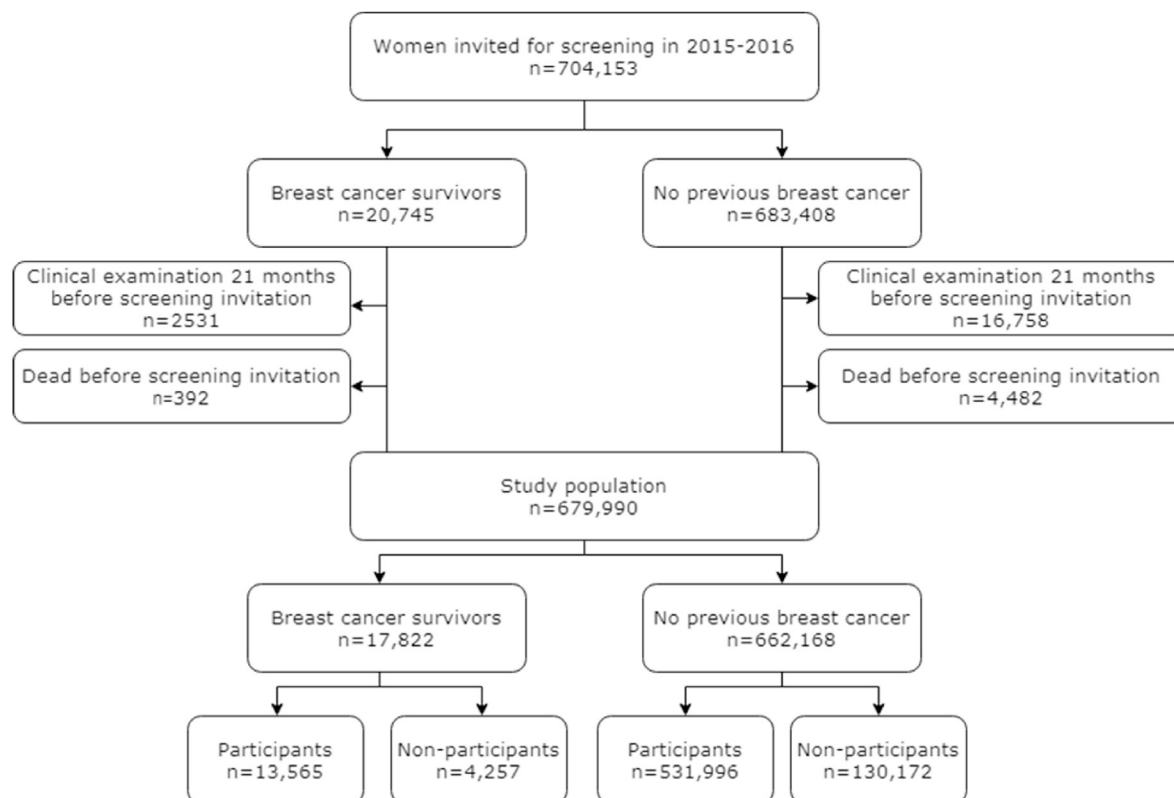 Women invited for screening in 2015-2016
n=704,153
Breast cancer survivors
n=20,745
No previous breast cancer
n=683,408
Clinical examination 21 months
before screening invitation
n=2531
Clinical examination 21 months
before screening invitation
n=16,758
Dead before screening invitation
n=392
Dead before screening invitation
n=4,482
Study population
n=679,990
Breast cancer survivors
n=17,822
No previous breast cancer
n=662,168
Participants
n=13,565
Non-participants
n=4,257
Participants
n=531,996
Non-participants
n=130,172